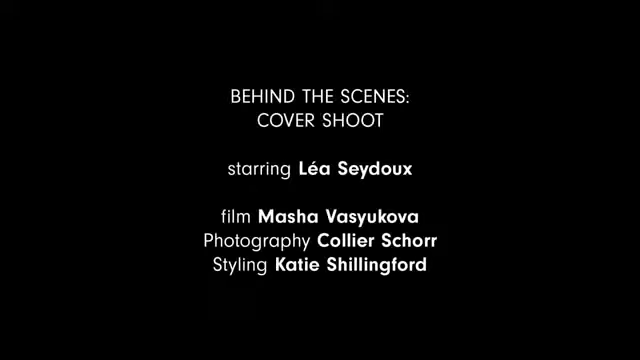 BEHIND THE SCENES:
COVER SHOOT
starring Léa Seydoux
film Masha Vasyukova
Photography Collier Schorr
Styling Katie Shillingford